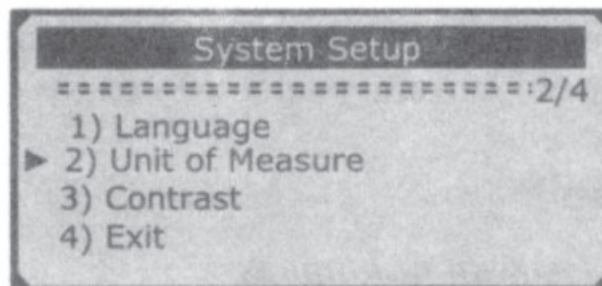 System Setup
========================:2/4
1) Language
▶ 2) Unit of Measure
3) Contrast
4) Exit